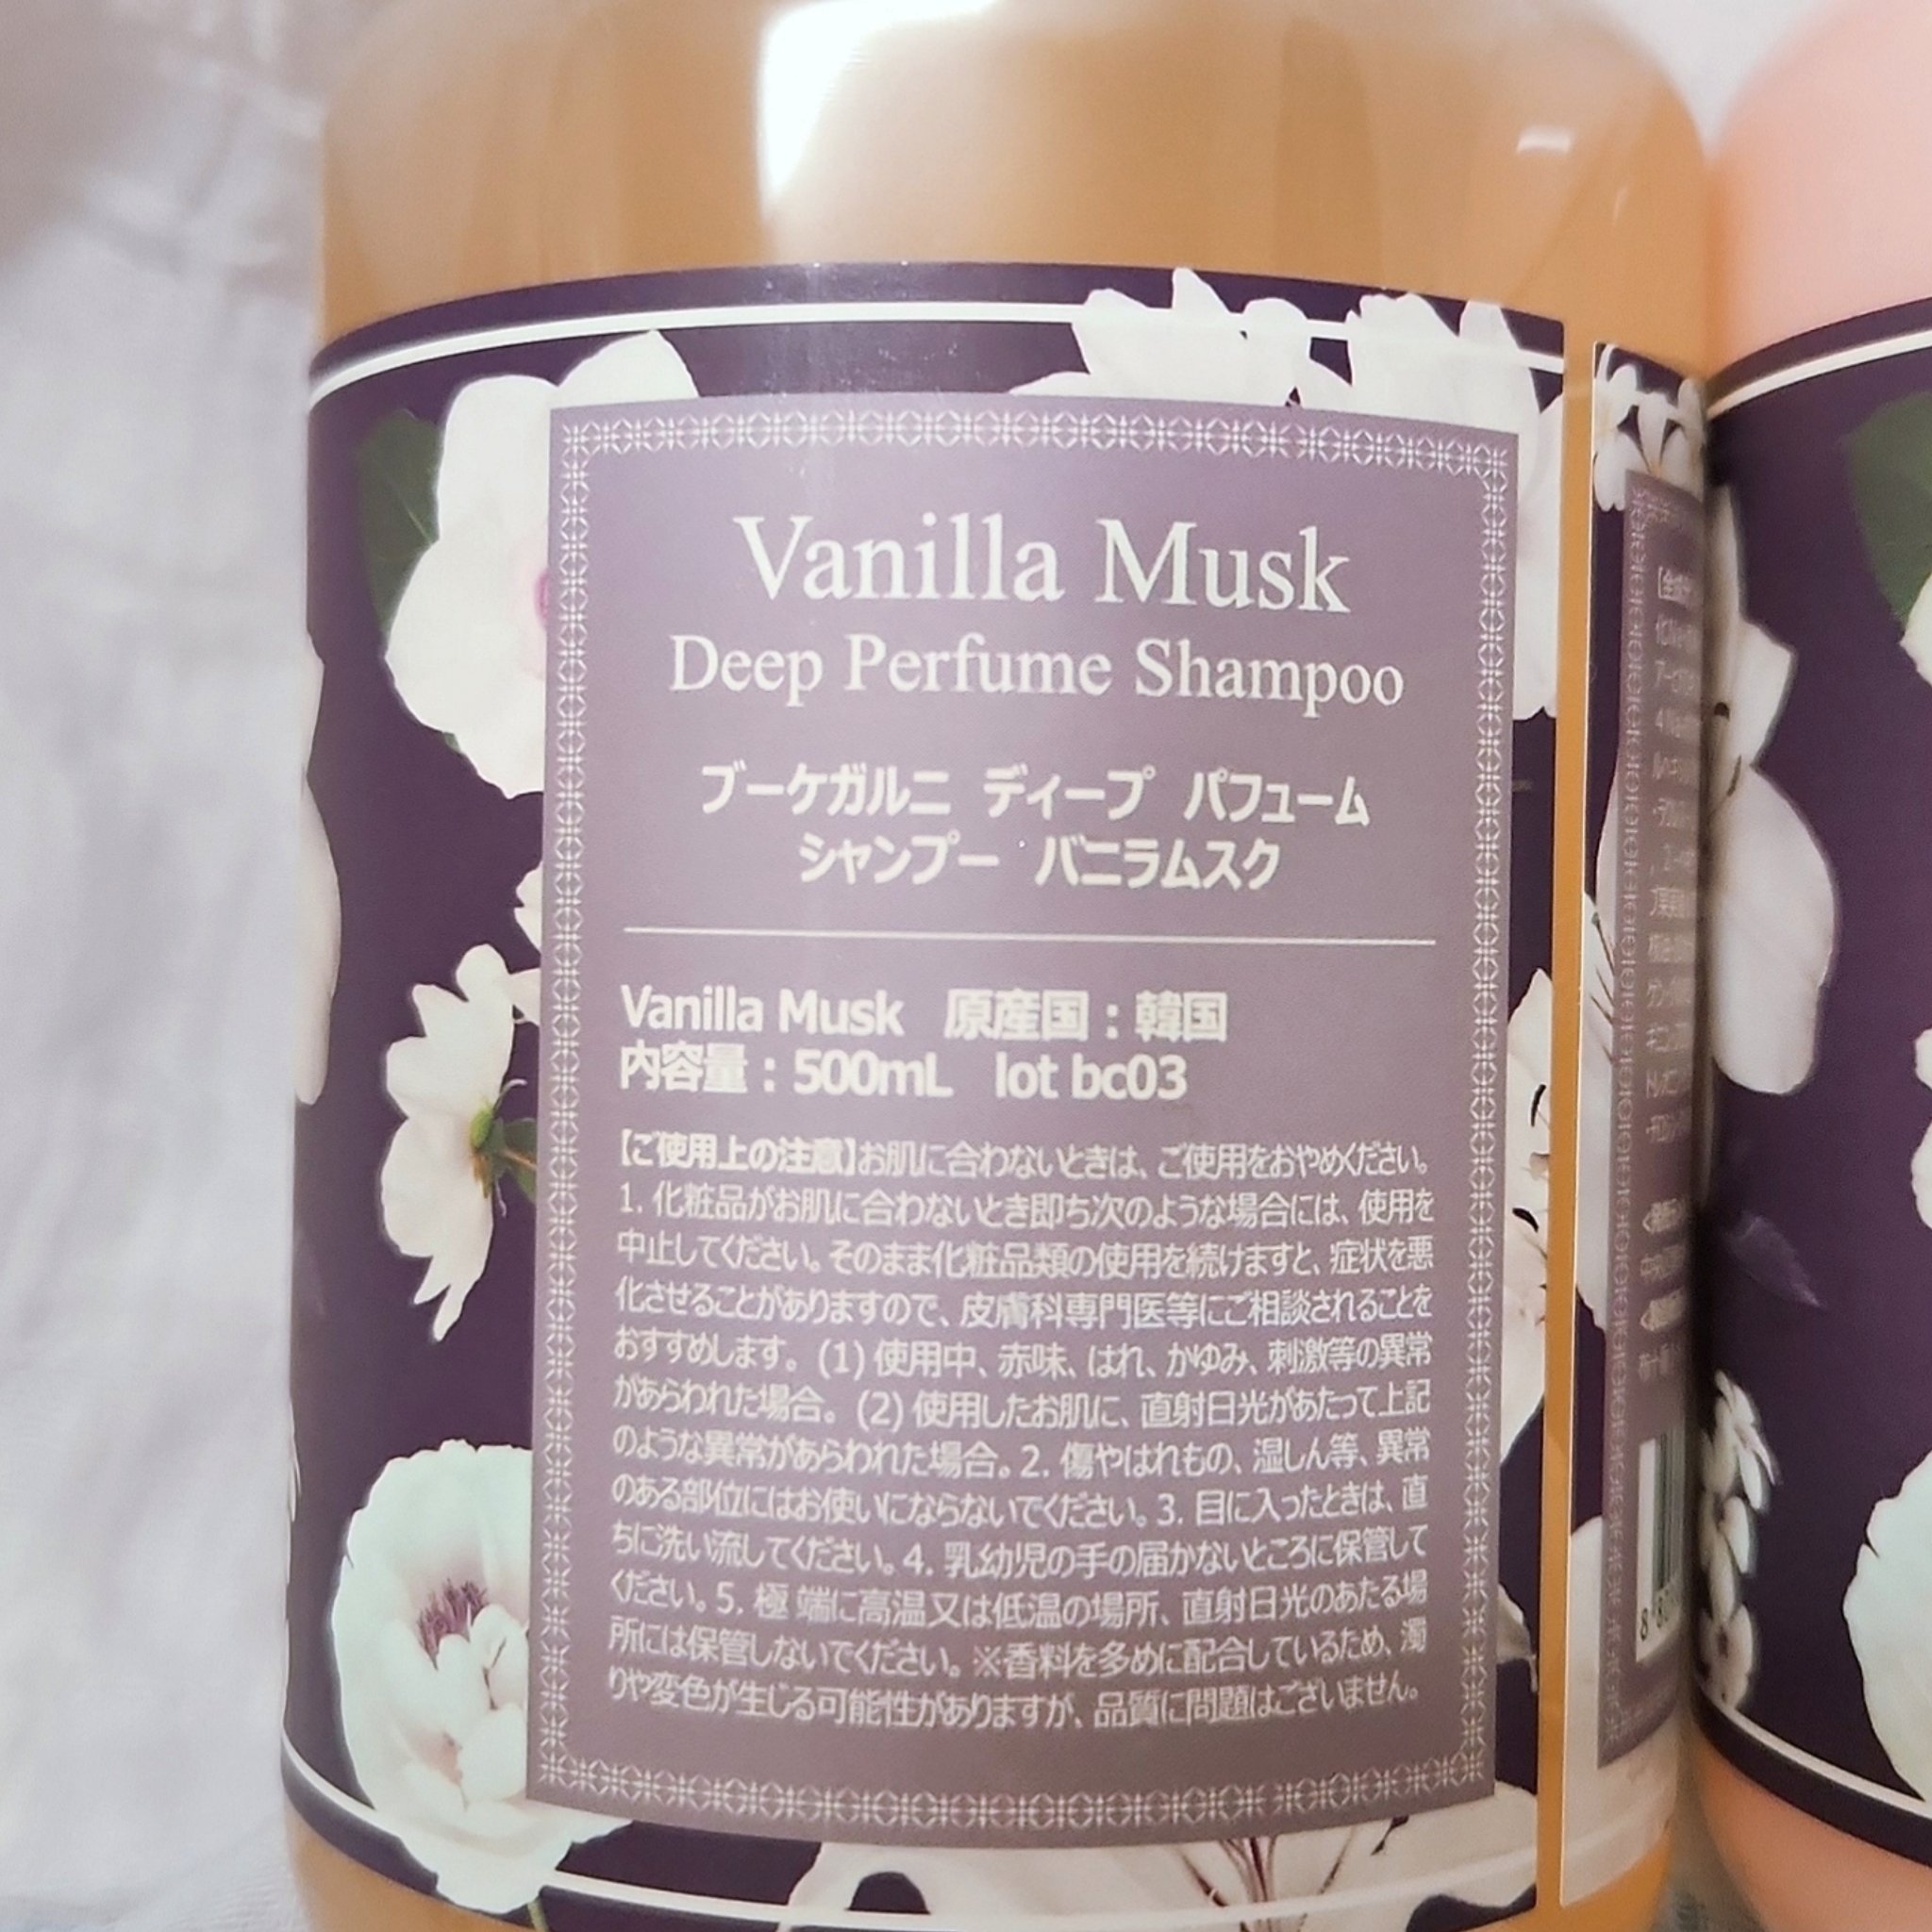 Vanilla Musk
Deep Perfume Shampoo
ブーケガルニ ディープ パフューム
シャンプー バニラムスク
Vanilla Musk 原産国：韓国
内容量：500mL lot bc03
【ご使用上の注意】お肌に合わないときは、ご使用をおやめください。
1. 化粧品がお肌に合わないとき即ち次のような場合には、使用を
中止してください。そのまま化粧品類の使用を続けますと、症状を悪
化させることがありますので、皮膚科専門医等にご相談されることを
おすすめします。(1) 使用中、赤味、はれ、かゆみ、刺激等の異常
があらわれた場合。(2) 使用したお肌に、直射日光があたって上記
のような異常があらわれた場合。2. 傷やはれもの、湿しん等、異常
のある部位にはお使いにならないでください。3. 目に入ったときは、直
ちに洗い流してください。4. 乳幼児の手の届かないところに保管して
ください。5. 極 端に高温又は低温の場所、直射日光のあたる場
所には保管しないでください。※香料を多めに配合しているため、濁
りや変色が生じる可能性がありますが、品質に問題はございません。